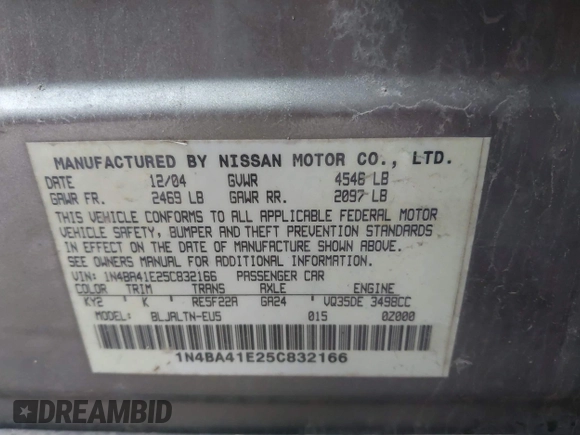 MANUFACTURED BY NISSAN MOTOR CO., LTD.
DATE 12/04 GVWR 4546 LB
GAWR FR. 2469 LB GAWR RR. 2097 LB
THIS VEHICLE CONFORMS TO ALL APPLICABLE FEDERAL MOTOR
VEHICLE SAFETY, BUMPER AND THEFT PREVENTION STANDARDS
IN EFFECT ON THE DATE OF MANUFACTURE SHOWN ABOVE.
SEE OWNERS MANUAL FOR ADDITIONAL INFORMATION.
VIN: 1N4BA41E25C832166 PASSENGER CAR
COLOR TRIM TRANS AXLE ENGINE
KY2 K RE5F22A GA24 VQ35DE 3498CC
MODEL BLJALTN-EU5 015 0Z000
1N4BA41E25C832166
DREAMBID